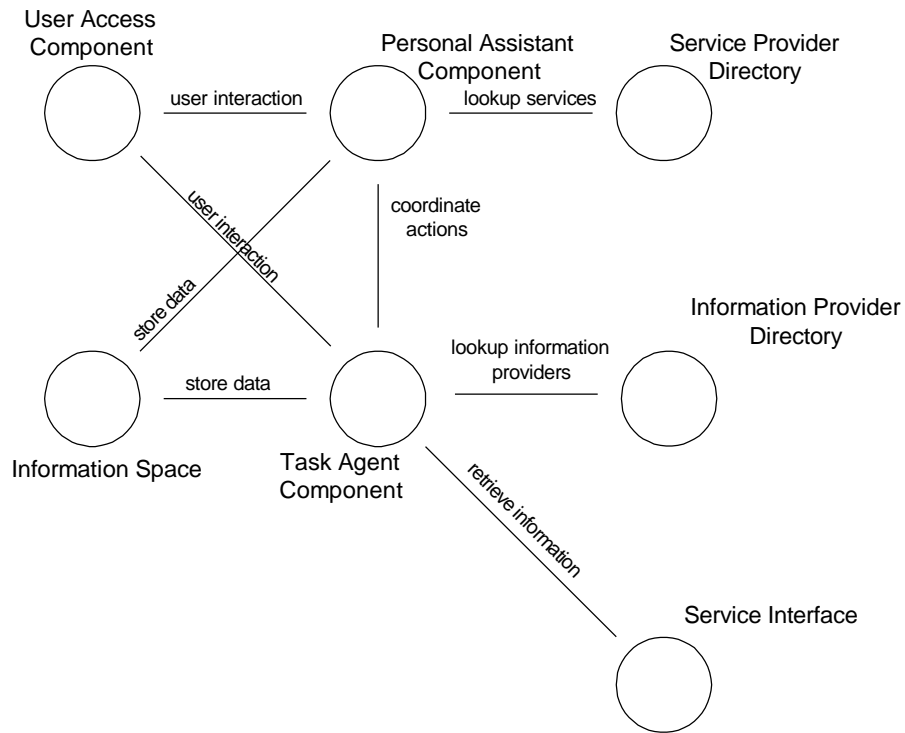 User Access
Component
Personal Assistant
Component
Service Provider
Directory
user interaction
lookup services
user interaction
coordinate
actions
store data
Information Provider
Directory
lookup information
providers
store data
Information Space
Task Agent
Component
retrieve information
Service Interface